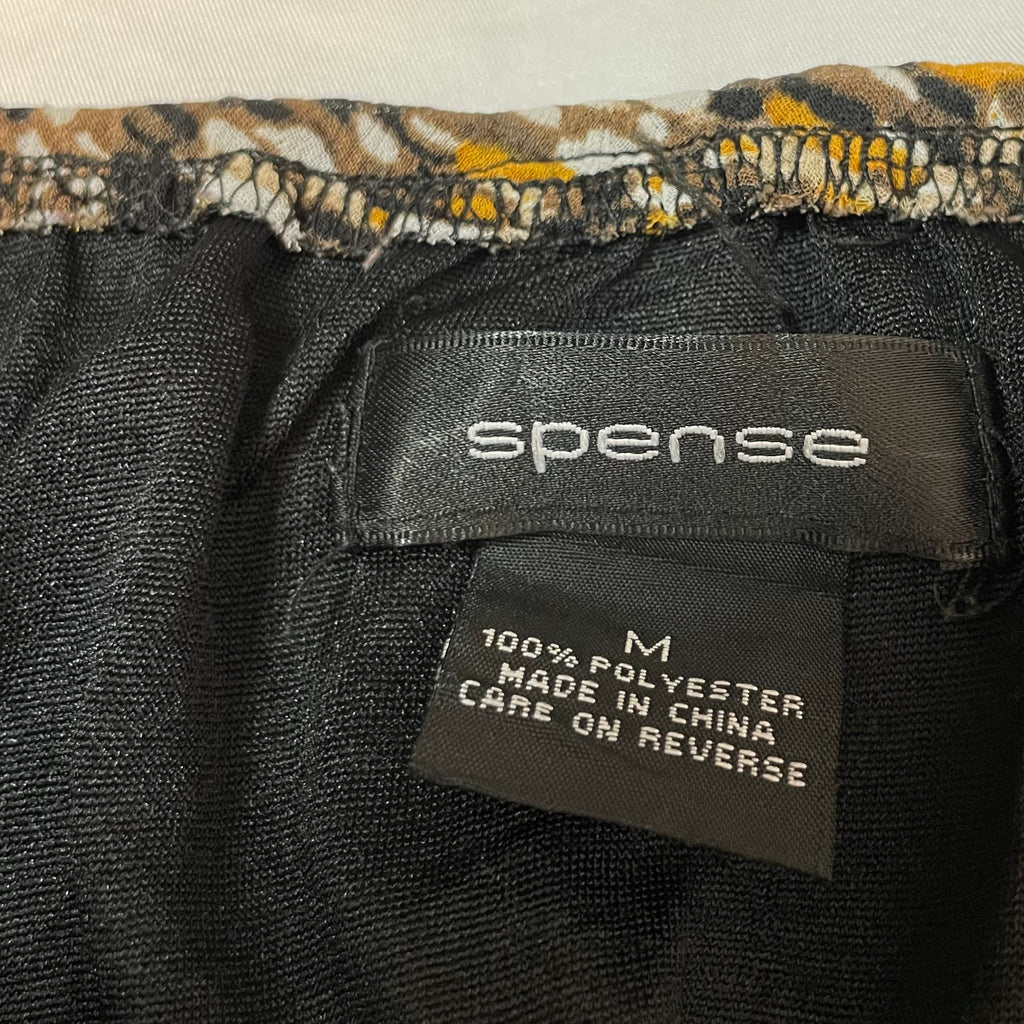 spense
M
100% POLYESTER
MADE IN CHINA
CARE ON REVERSE